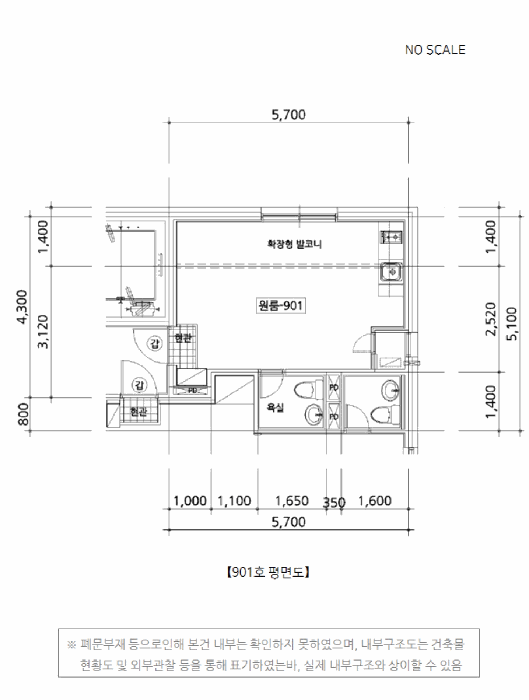 NO SCALE
5,700
1,400
확장형 발코니
1,400
4,300
3,120
원룸-901
2,520
5,100
현관
갑
갑
PD
PD
현관
욕실
PD
800
1,400
1,000
1,100
1,650
350
1,600
5,700
【901호 평면도】
※ 폐문부재 등으로인해 본건 내부는 확인하지 못하였으며, 내부구조도는 건축물
현황도 및 외부관찰 등을 통해 표기하였는바, 실제 내부구조와 상이할 수 있음